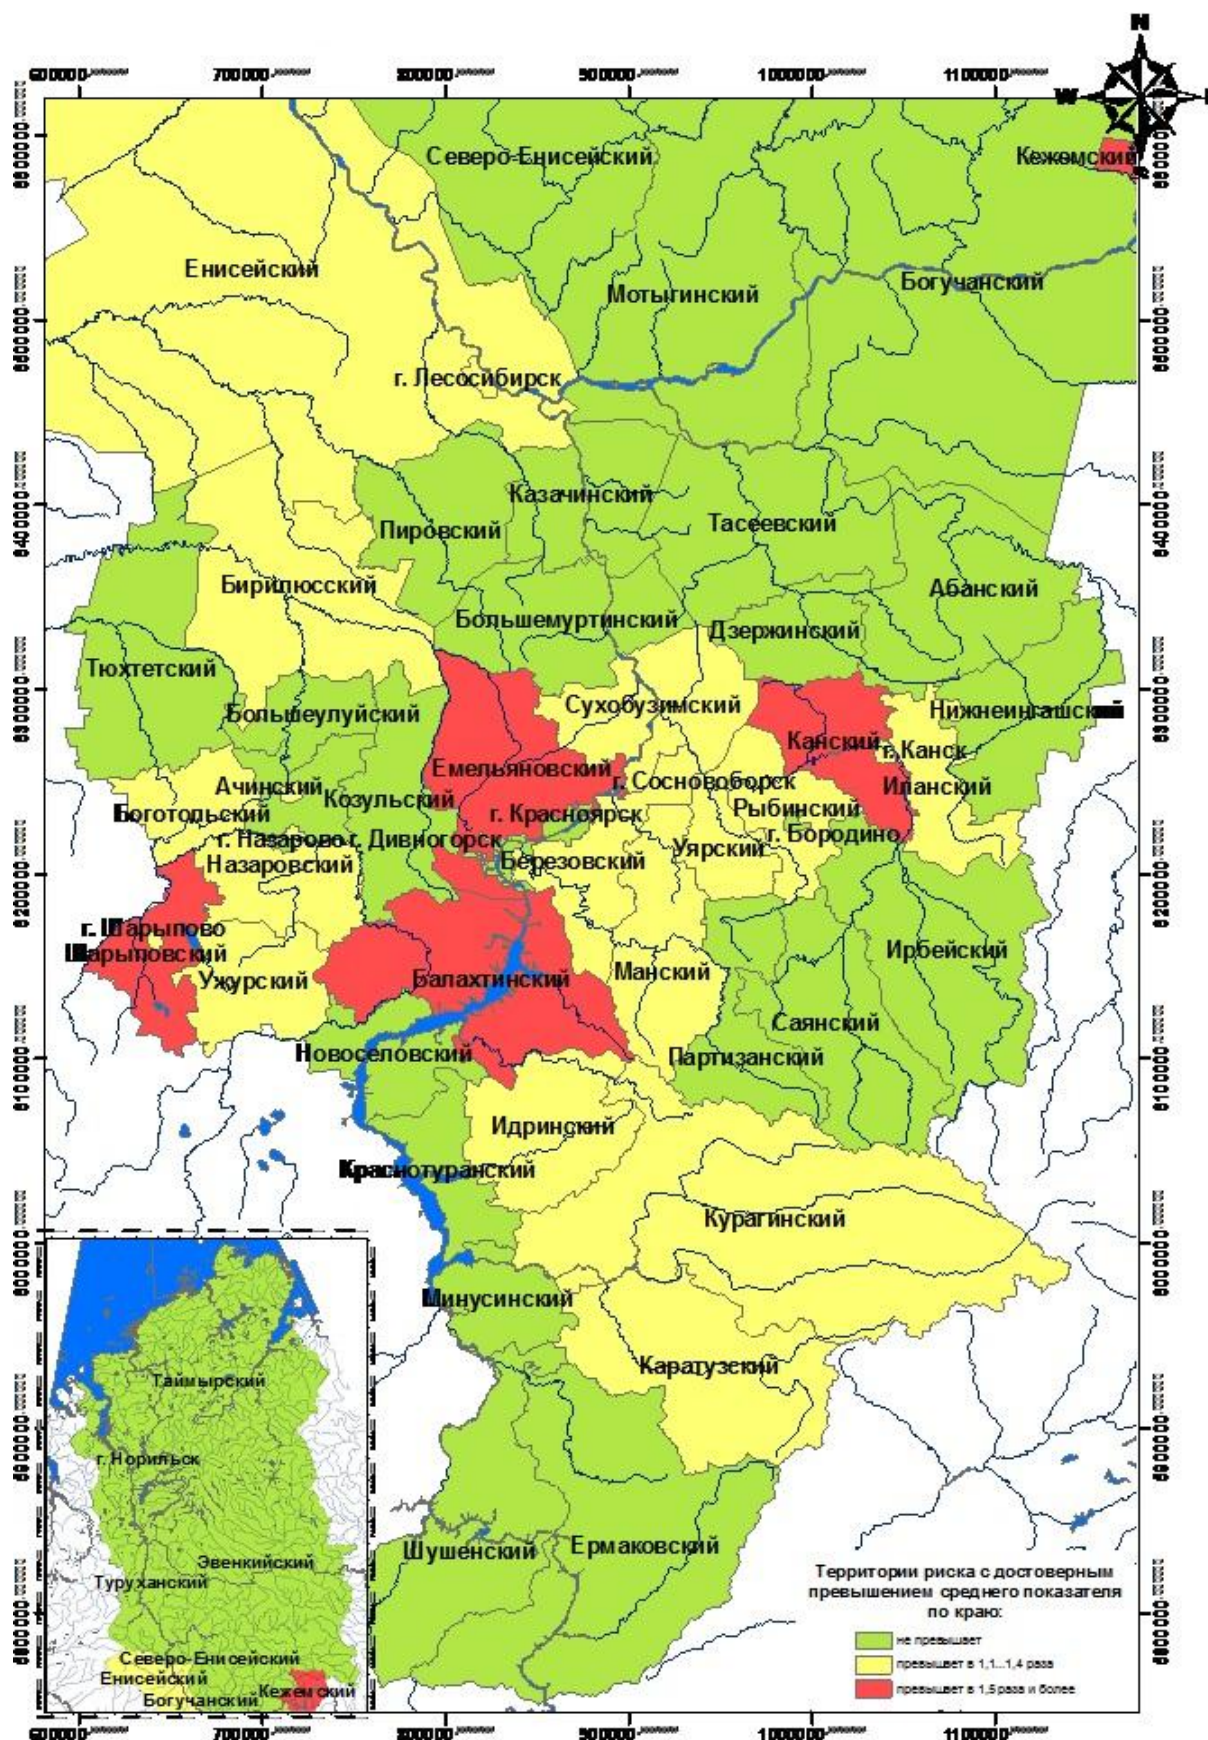 N
600000
700000
800000
900000
1000000
1100000
W
Северо-Енисейский
Кежемский
Енисейский
Богучанский
Мотыгинский
г. Лесосибирск
Казачинский
Тасеевский
Пировский
Бирилюсский
Абанский
Большемуртинский
Дзержинский
Тюхтетский
Сухобузимский
Нижнеингашский
Большеулуйский
Канский
г. Канск
Емельяновский
г. Сосновоборск
Ачинский
Козульский
Иланский
Боготольский
г. Красноярск
Рыбинский
г. Назарово
г. Дивногорск
г. Бородино
Назаровский
Березовский
Уярский
г. Шарыпово
Шарыповский
Ирбейский
Ужурский
Балахтинский
Манский
Саянский
Новоселовский
Партизанский
Идринский
Краснотуранский
Курагинский
Минусинский
Каратузский
Таймырский
г. Норильск
Шушенский
Ермаковский
Эвенкийский
Туруханский
Северо-Енисейский
Енисейский
Богучанский
Кежемский
Территории риска с достоверным
превышением среднего показателя
по краю:
не превышвет
превышвет в 1,1...1,4 раза
превышвет в 1,5 раза и более
600000
700000
800000
900000
1000000
1100000